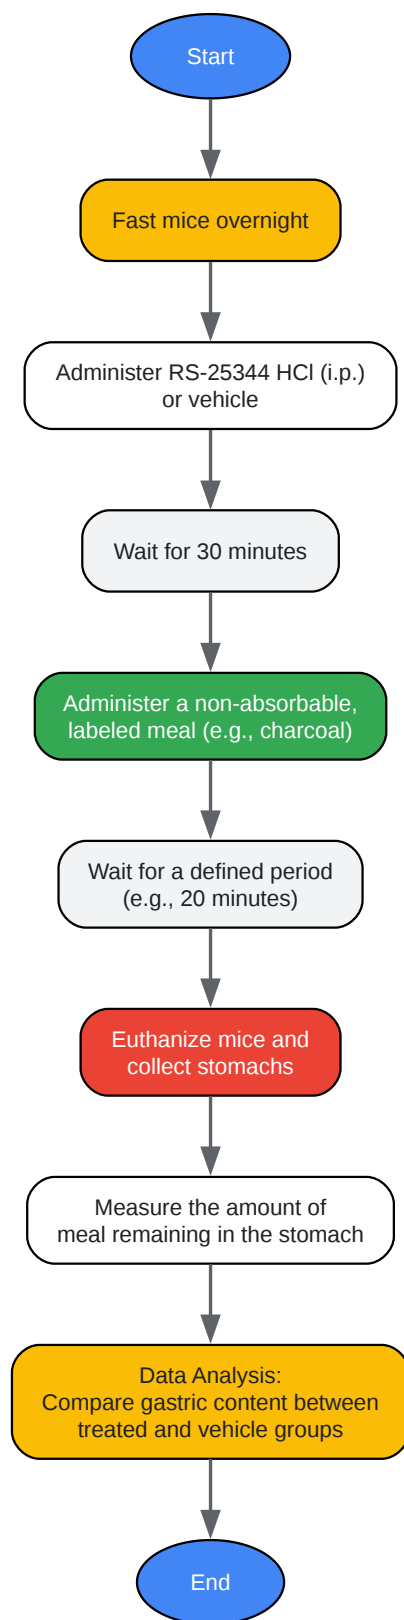 Start
Fast mice overnight
Administer RS-25344 HCl (i.p.)
or vehicle
Wait for 30 minutes
Administer a non-absorbable,
labeled meal (e.g., charcoal)
Wait for a defined period
(e.g., 20 minutes)
Euthanize mice and
collect stomachs
Measure the amount of
meal remaining in the stomach
Data Analysis:
Compare gastric content between
treated and vehicle groups
End